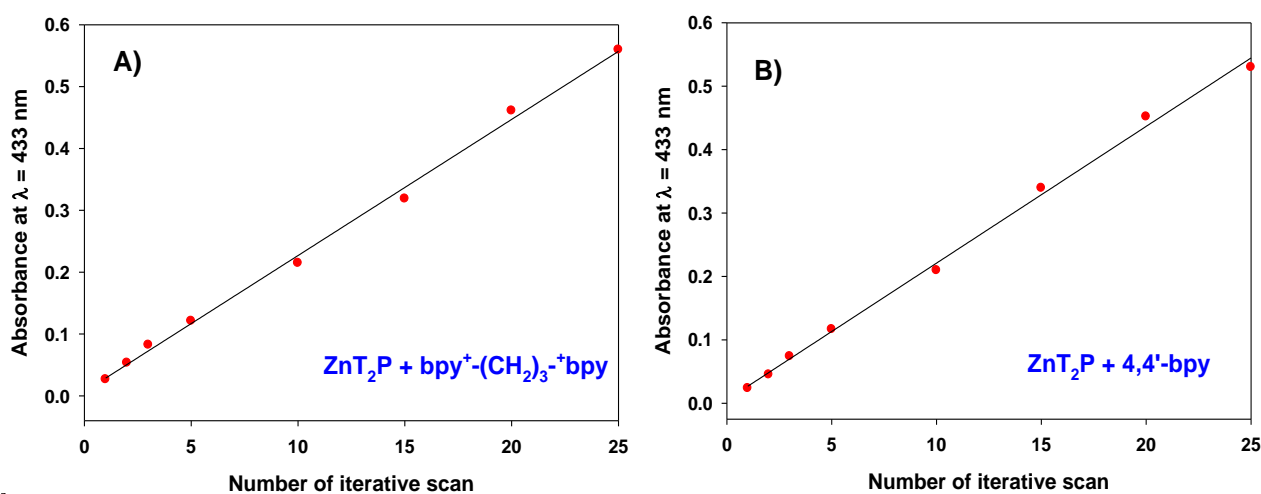 A)
Absorbance at λ = 433 nm
0.6
0.5
0.4
0.3
0.2
0.1
0.0
ZnT₂P + bpy⁺-(CH₂)₃-⁺bpy
0 5 10 15 20 25
Number of iterative scan
B)
Absorbance at λ = 433 nm
0.6
0.5
0.4
0.3
0.2
0.1
0.0
ZnT₂P + 4,4'-bpy
0 5 10 15 20 25
Number of iterative scan